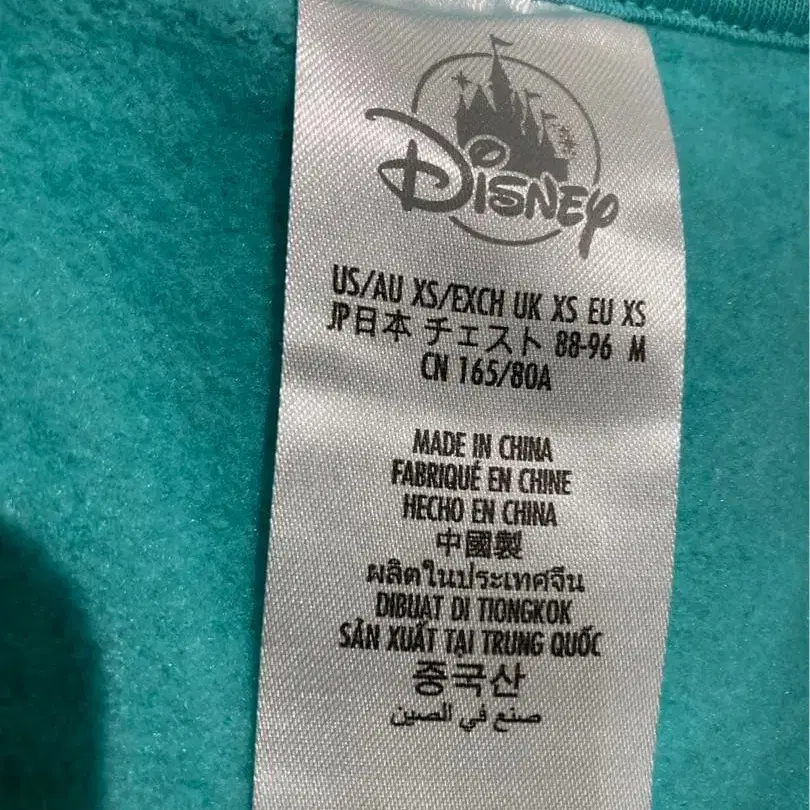 Disney
US/AU XS/EXCH UK XS EU XS
JP日本 チェスト 88-96 M
CN 165/80A
MADE IN CHINA
FABRIQUÉ EN CHINE
HECHO EN CHINA
中國製
ผลิตในประเทศจีน
DIBUAT DI TIONGKOK
SẢN XUẤT TẠI TRUNG QUỐC
중국산
صنع في الصين